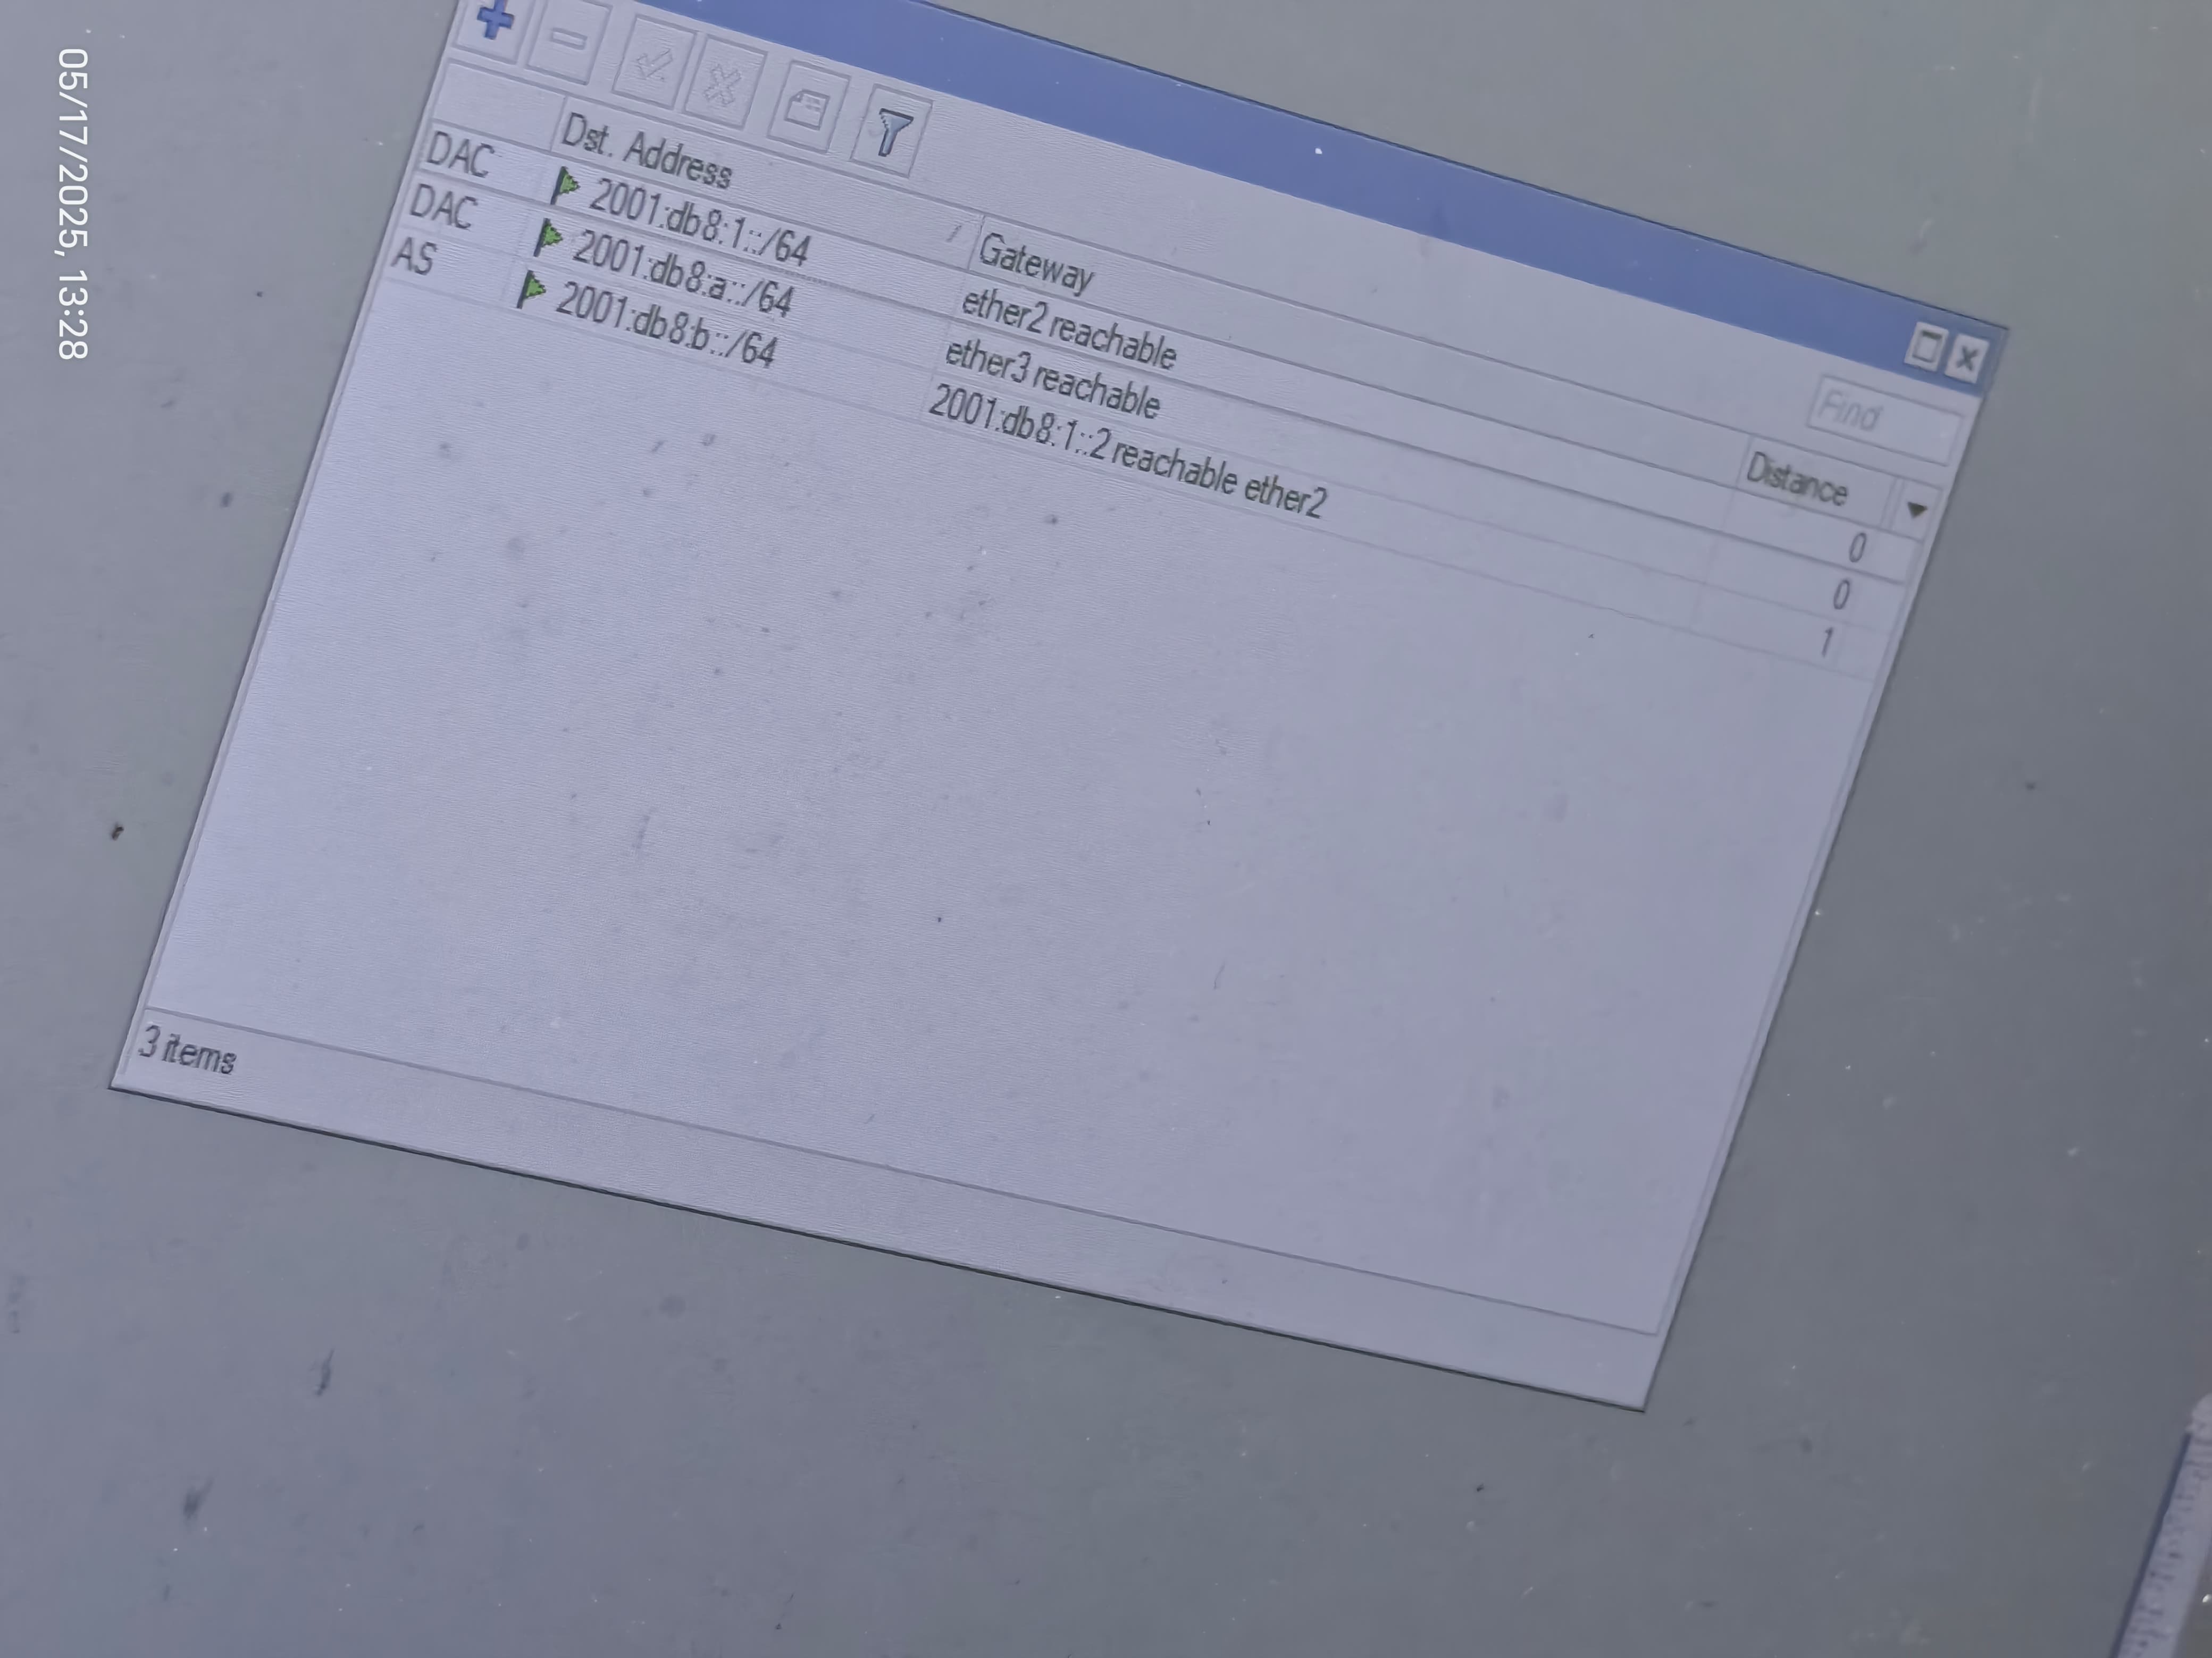 05/17/2025, 13:28
Find
Dst. Address Gateway Distance
DAC 2001:db8:1::/64 ether2 reachable 0
DAC 2001:db8:a::/64 ether3 reachable 0
AS 2001:db8:b::/64 2001:db8:1::2 reachable ether2 1
3 items